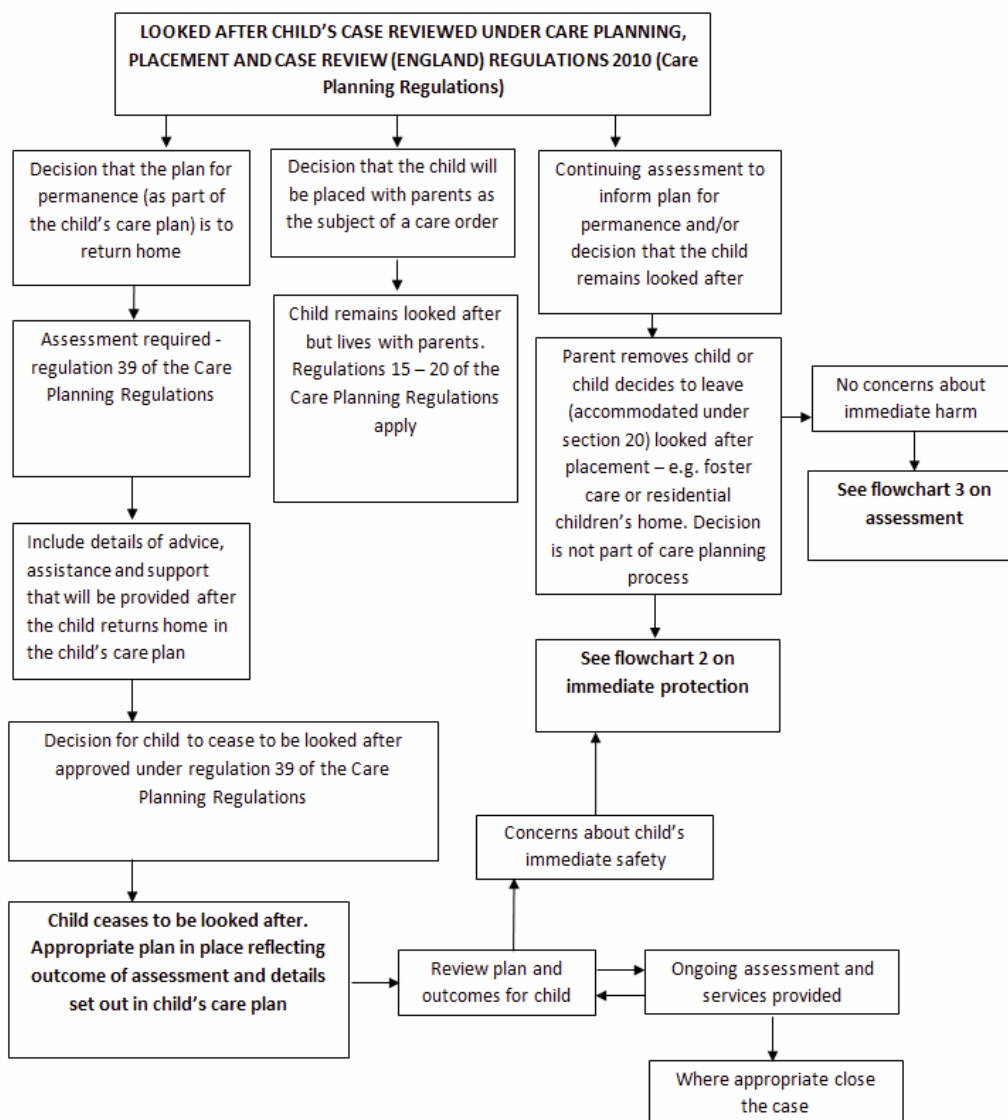 LOOKED AFTER CHILD’S CASE REVIEWED UNDER CARE PLANNING,
PLACEMENT AND CASE REVIEW (ENGLAND) REGULATIONS 2010 (Care
Planning Regulations)
Decision that the plan for
permanence (as part of
the child’s care plan) is to
return home
Decision that the child will
be placed with parents as
the subject of a care order
Continuing assessment to
inform plan for
permanence and/or
decision that the child
remains looked after
Assessment required -
regulation 39 of the Care
Planning Regulations
Child remains looked after
but lives with parents.
Regulations 15 – 20 of the
Care Planning Regulations
apply
Parent removes child or
child decides to leave
(accommodated under
section 20) looked after
placement – e.g. foster
care or residential
children’s home. Decision
is not part of care planning
process
No concerns about
immediate harm
See flowchart 3 on
assessment
Include details of advice,
assistance and support
that will be provided after
the child returns home in
the child’s care plan
See flowchart 2 on
immediate protection
Decision for child to cease to be looked after
approved under regulation 39 of the Care
Planning Regulations
Concerns about child’s
immediate safety
Child ceases to be looked after.
Appropriate plan in place reflecting
outcome of assessment and details
set out in child’s care plan
Review plan and
outcomes for child
Ongoing assessment and
services provided
Where appropriate close
the case